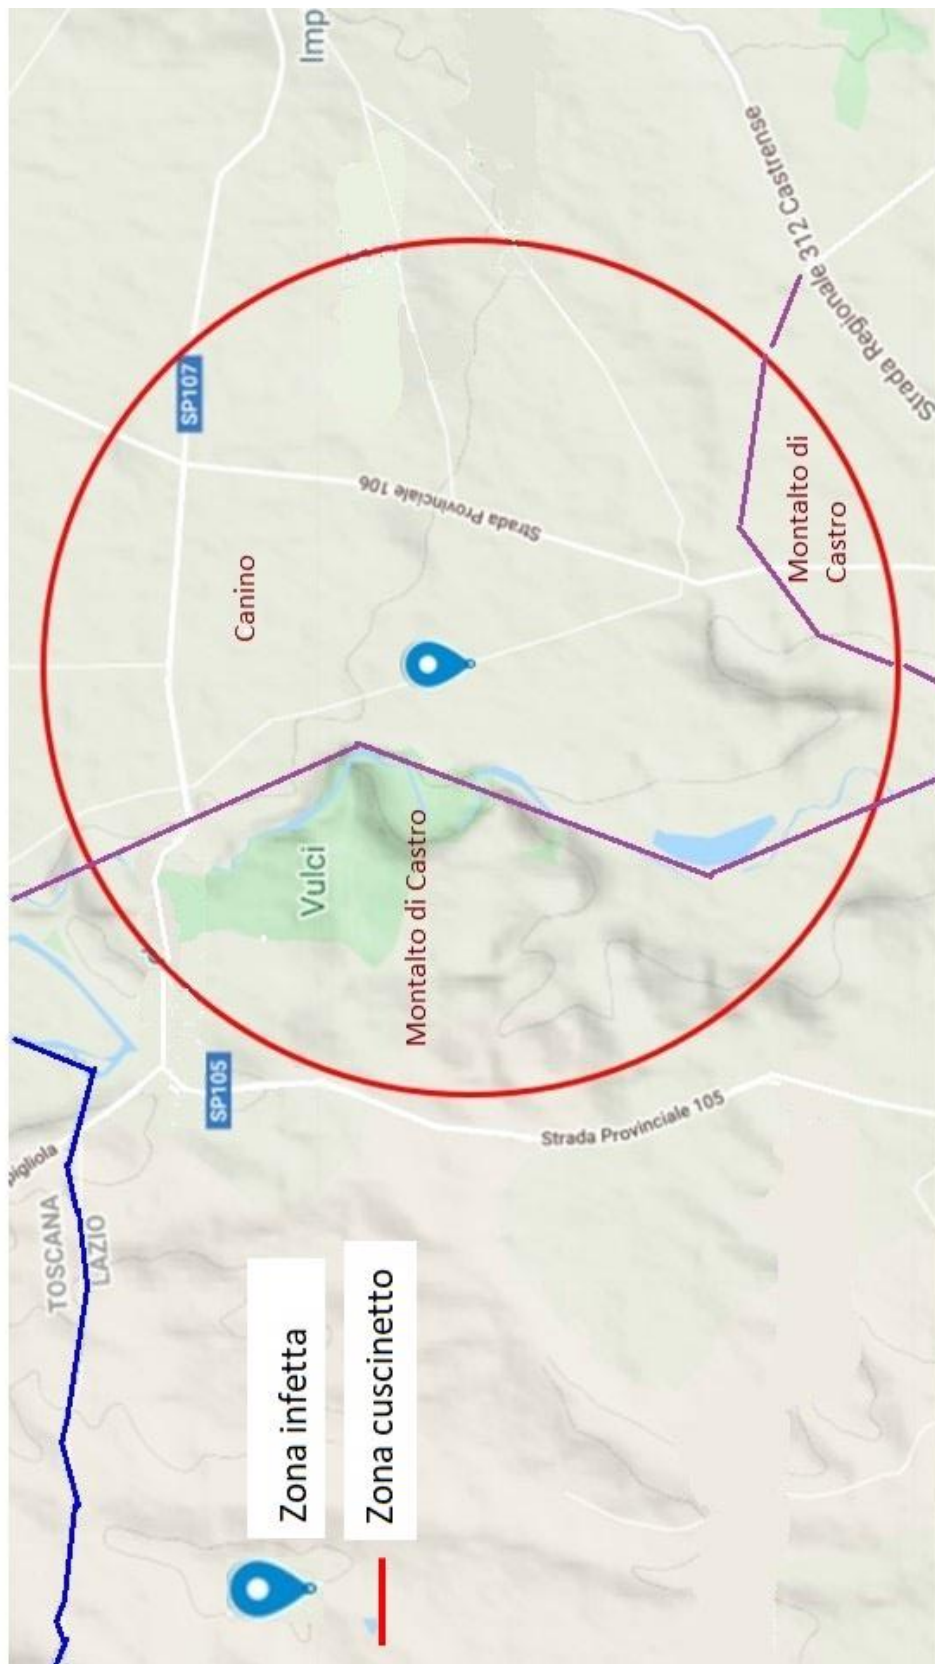 Imp
Strada Regionale 312 Castrense
SP107
Strada Provinciale 106
Canino
Montalto di
Castro
Vulci
Montalto di Castro
SP105
Strada Provinciale 105
pigliola
TOSCANA
LAZIO
Zona infetta
Zona cuscinetto